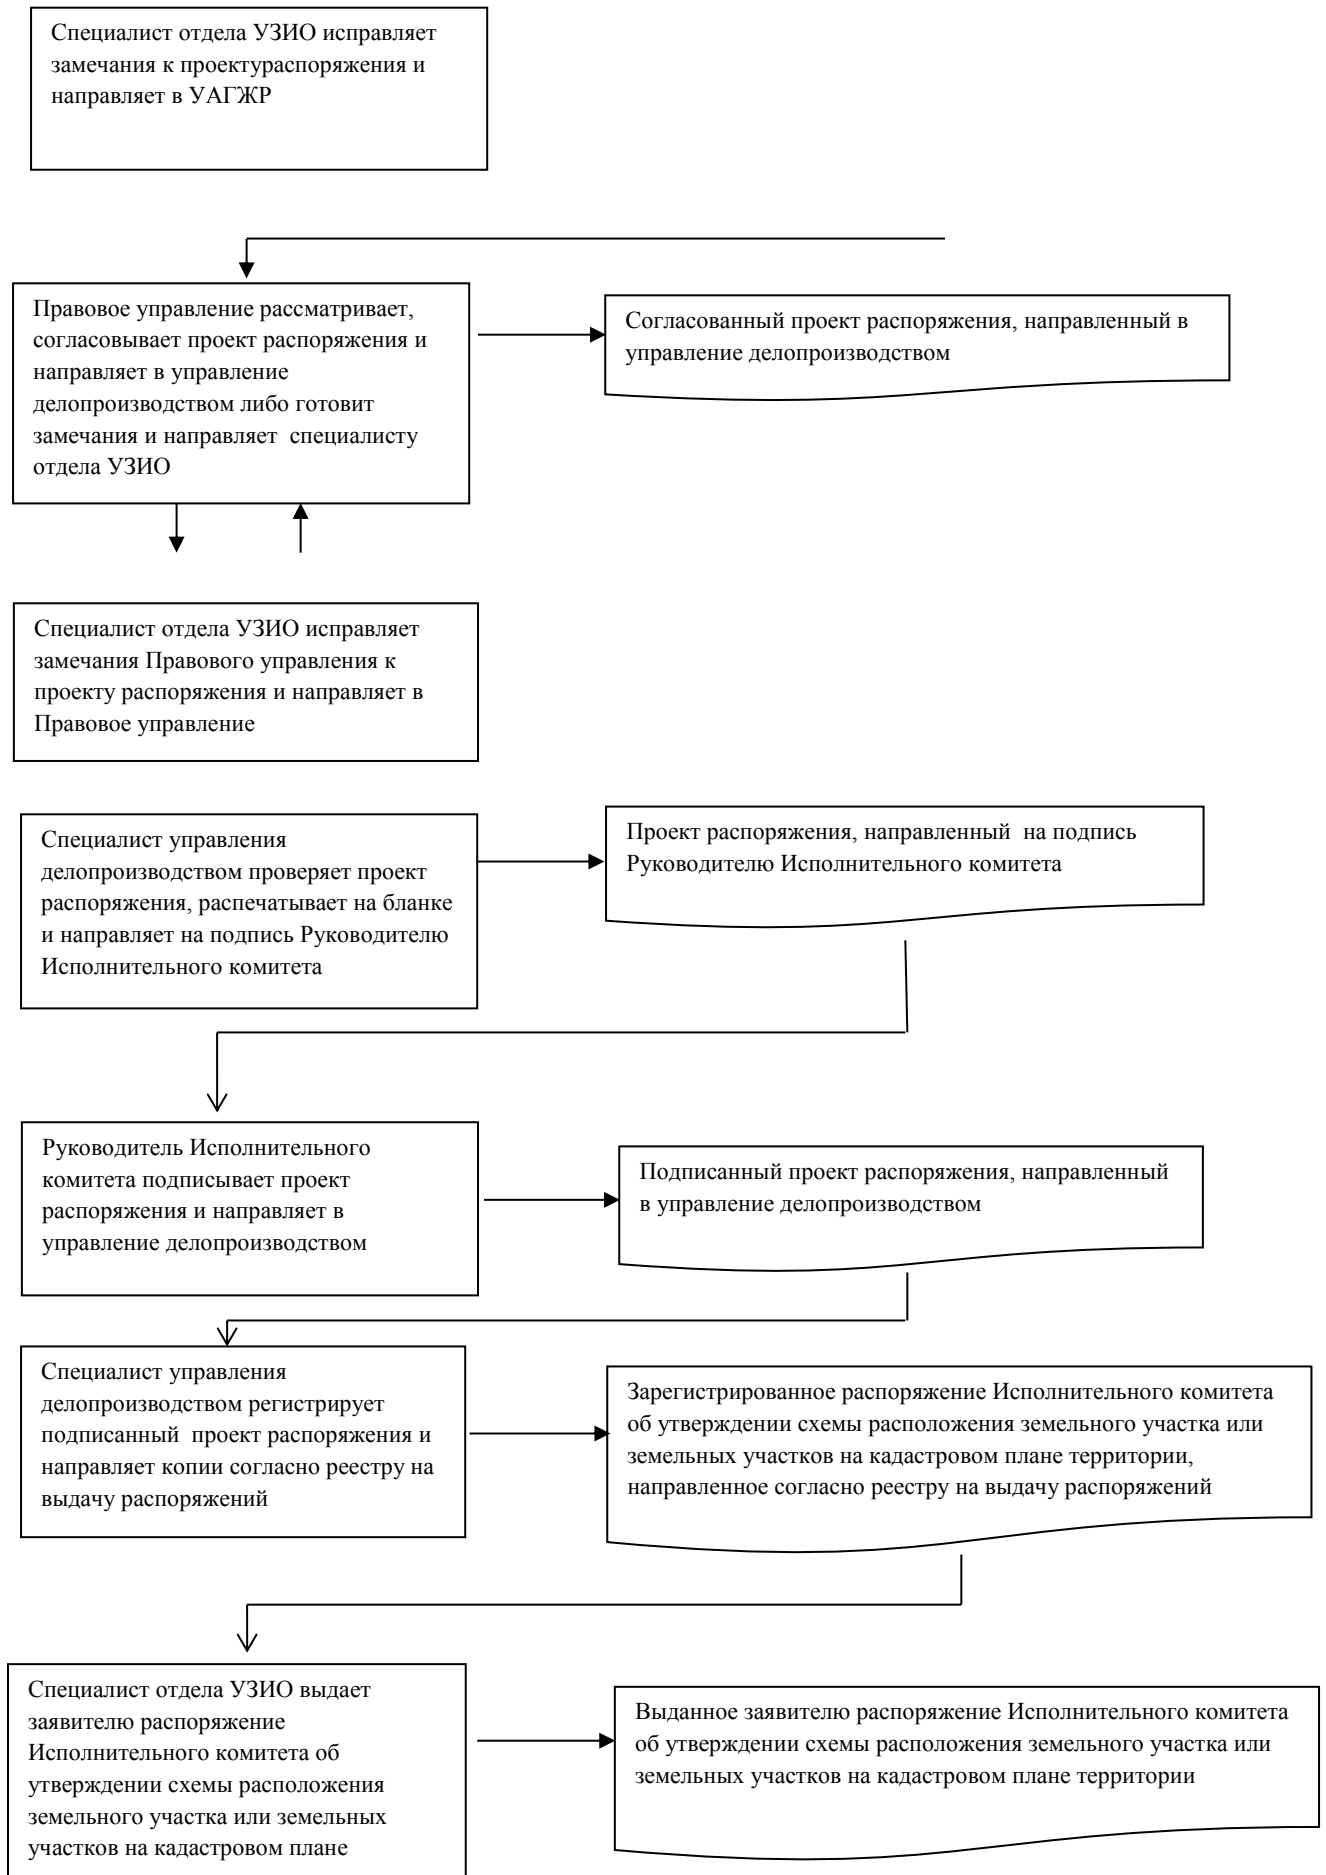 Специалист отдела УЗИО исправляет
замечания к проектураспоряжения и
направляет в УАГЖР
Правовое управление рассматривает,
согласовывает проект распоряжения и
направляет в управление
делопроизводством либо готовит
замечания и направляет  специалисту
отдела УЗИО
Согласованный проект распоряжения, направленный в
управление делопроизводством
Специалист отдела УЗИО исправляет
замечания Правового управления к
проекту распоряжения и направляет в
Правовое управление
Специалист управления
делопроизводством проверяет проект
распоряжения, распечатывает на бланке
и направляет на подпись Руководителю
Исполнительного комитета
Проект распоряжения, направленный  на подпись
Руководителю Исполнительного комитета
Руководитель Исполнительного
комитета подписывает проект
распоряжения и направляет в
управление делопроизводством
Подписанный проект распоряжения, направленный
в управление делопроизводством
Специалист управления
делопроизводством регистрирует
подписанный  проект распоряжения и
направляет копии согласно реестру на
выдачу распоряжений
Зарегистрированное распоряжение Исполнительного комитета
об утверждении схемы расположения земельного участка или
земельных участков на кадастровом плане территории,
направленное согласно реестру на выдачу распоряжений
Специалист отдела УЗИО выдает
заявителю распоряжение
Исполнительного комитета об
утверждении схемы расположения
земельного участка или земельных
участков на кадастровом плане
Выданное заявителю распоряжение Исполнительного комитета
об утверждении схемы расположения земельного участка или
земельных участков на кадастровом плане территории